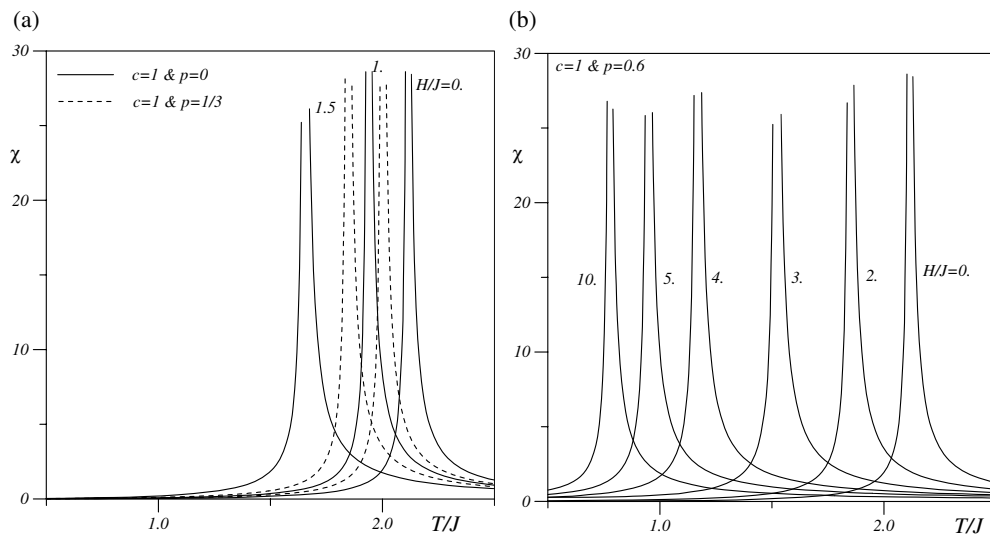 (a)
(b)
30
χ
20
10
0
1.0
2.0
T/J
c=1 & p=0
c=1 & p=1/3
1.
1.5
H/J=0.
30
χ
20
10
0
1.0
2.0
T/J
c=1 & p=0.6
10.
5.
4.
3.
2.
H/J=0.